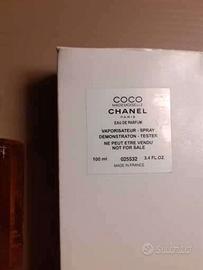 COCO
MADEMOISELLE
CHANEL
PARIS
EAU DE PARFUM
VAPORISATEUR - SPRAY
DEMONSTRATON - TESTER
NE PEUT ETRE VENDU
NOT FOR SALE
100 ml 025532 3.4 FL.OZ
MADE IN FRANCE
subito